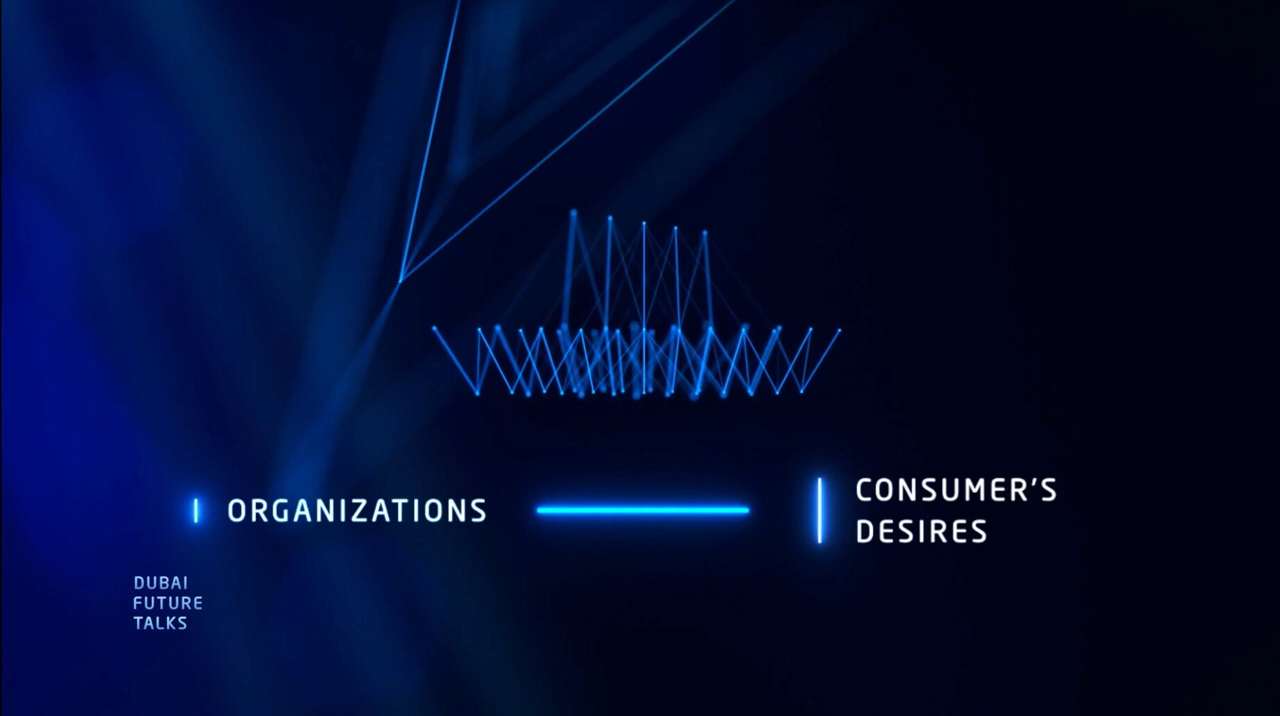 ORGANIZATIONS
CONSUMER'S
DESIRES
DUBAI
FUTURE
TALKS